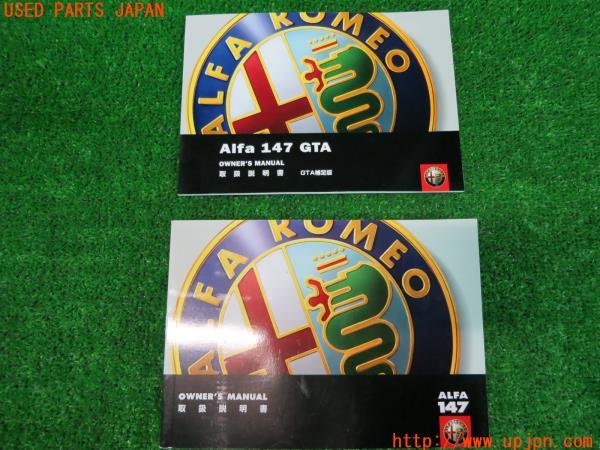 USED PARTS JAPAN
ALFA ROMEO
Alfa 147 GTA
OWNER'S MANUAL
取扱説明書 GTA補足版
ALFA ROMEO
OWNER'S MANUAL
取扱説明書
ALFA
147
http://www.upjpn.com